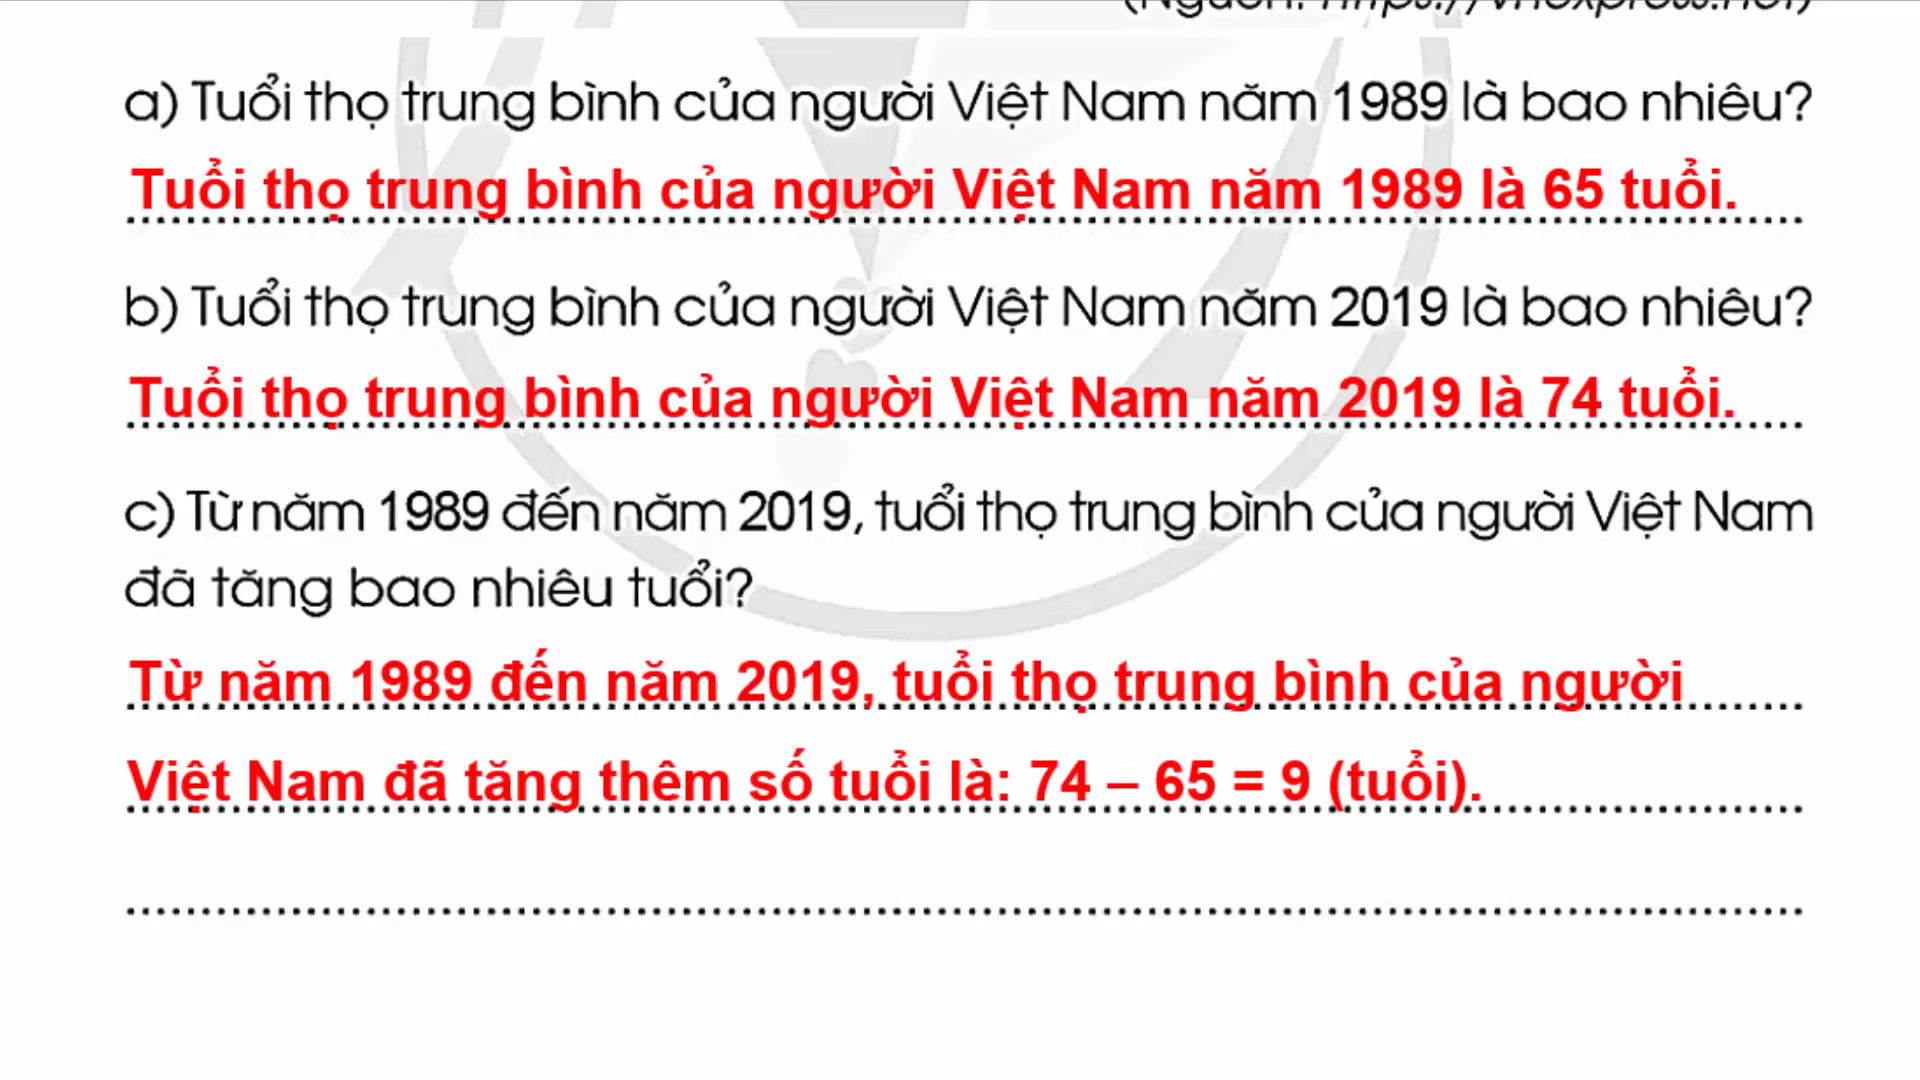 a) Tuổi thọ trung bình của người Việt Nam năm 1989 là bao nhiêu?
Tuổi thọ trung bình của người Việt Nam năm 1989 là 65 tuổi.
b) Tuổi thọ trung bình của người Việt Nam năm 2019 là bao nhiêu?
Tuổi thọ trung bình của người Việt Nam năm 2019 là 74 tuổi.
c) Từ năm 1989 đến năm 2019, tuổi thọ trung bình của người Việt Nam
đã tăng bao nhiêu tuổi?
Từ năm 1989 đến năm 2019, tuổi thọ trung bình của người
Việt Nam đã tăng thêm số tuổi là: 74 – 65 = 9 (tuổi).